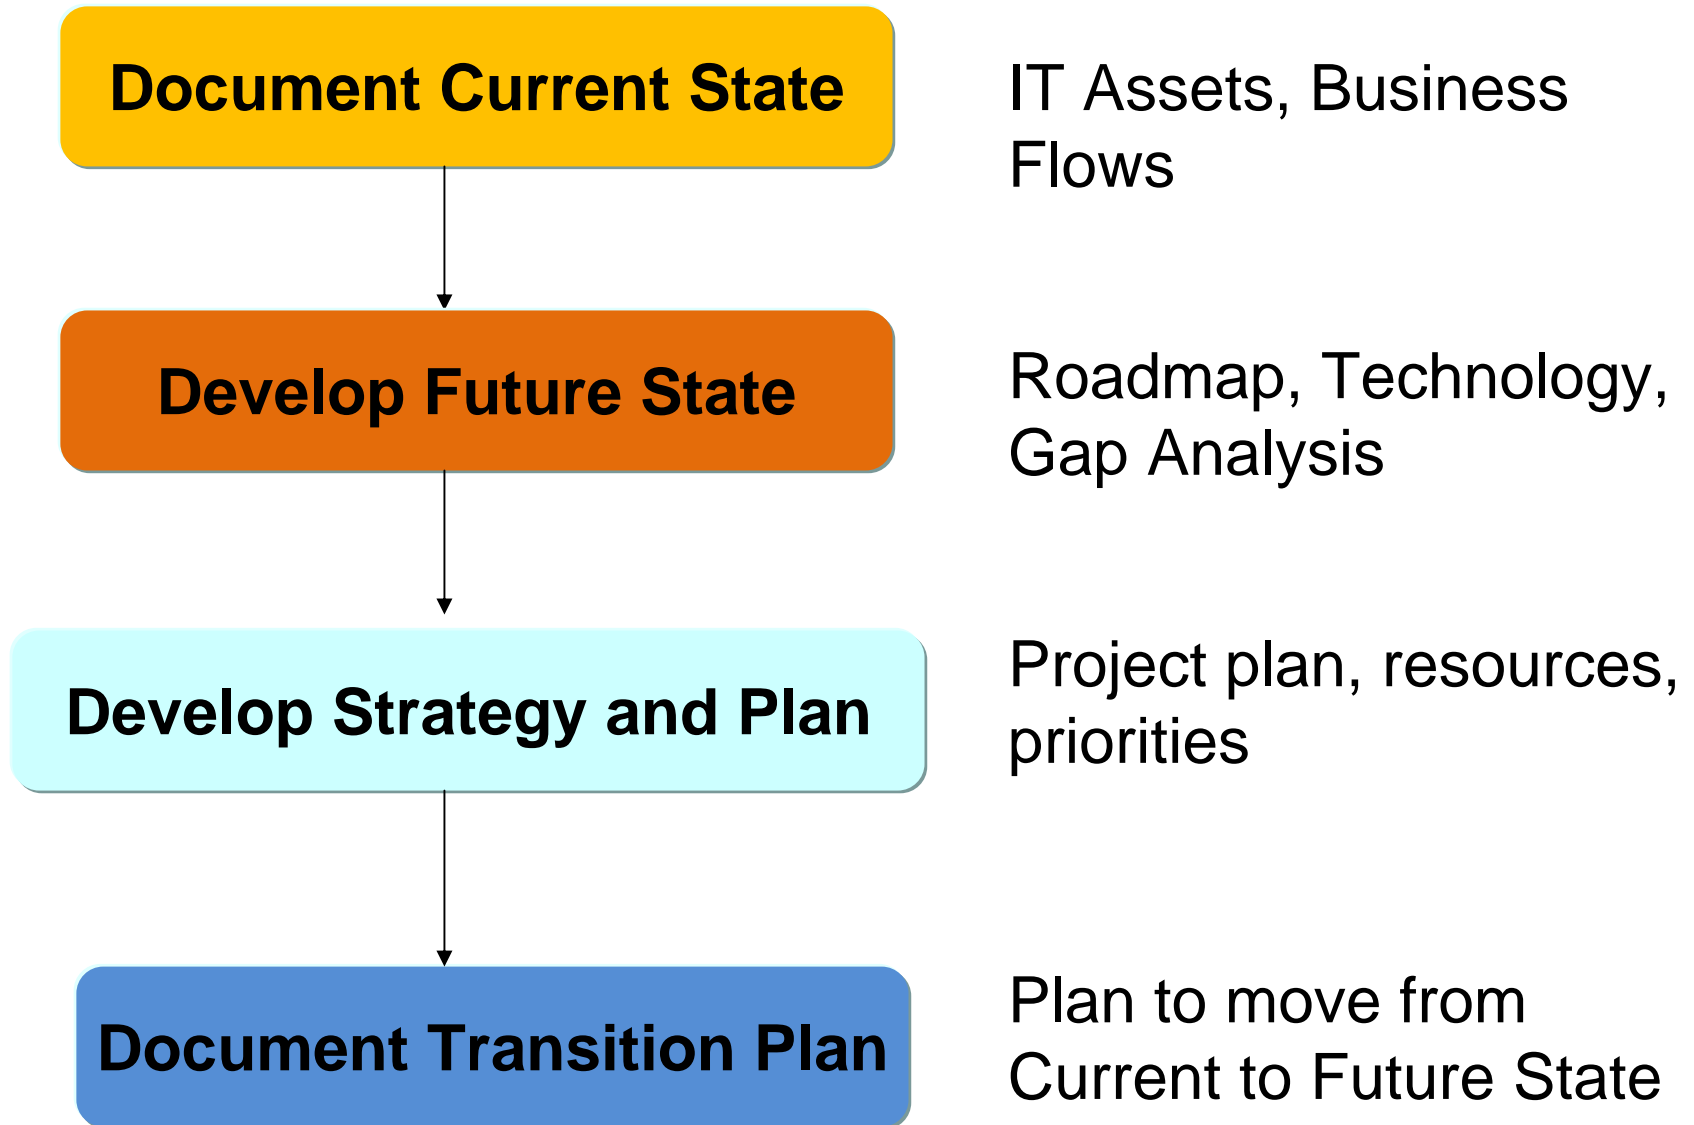 Document Current State
IT Assets, Business
Flows
Develop Future State
Roadmap, Technology,
Gap Analysis
Develop Strategy and Plan
Project plan, resources,
priorities
Document Transition Plan
Plan to move from
Current to Future State